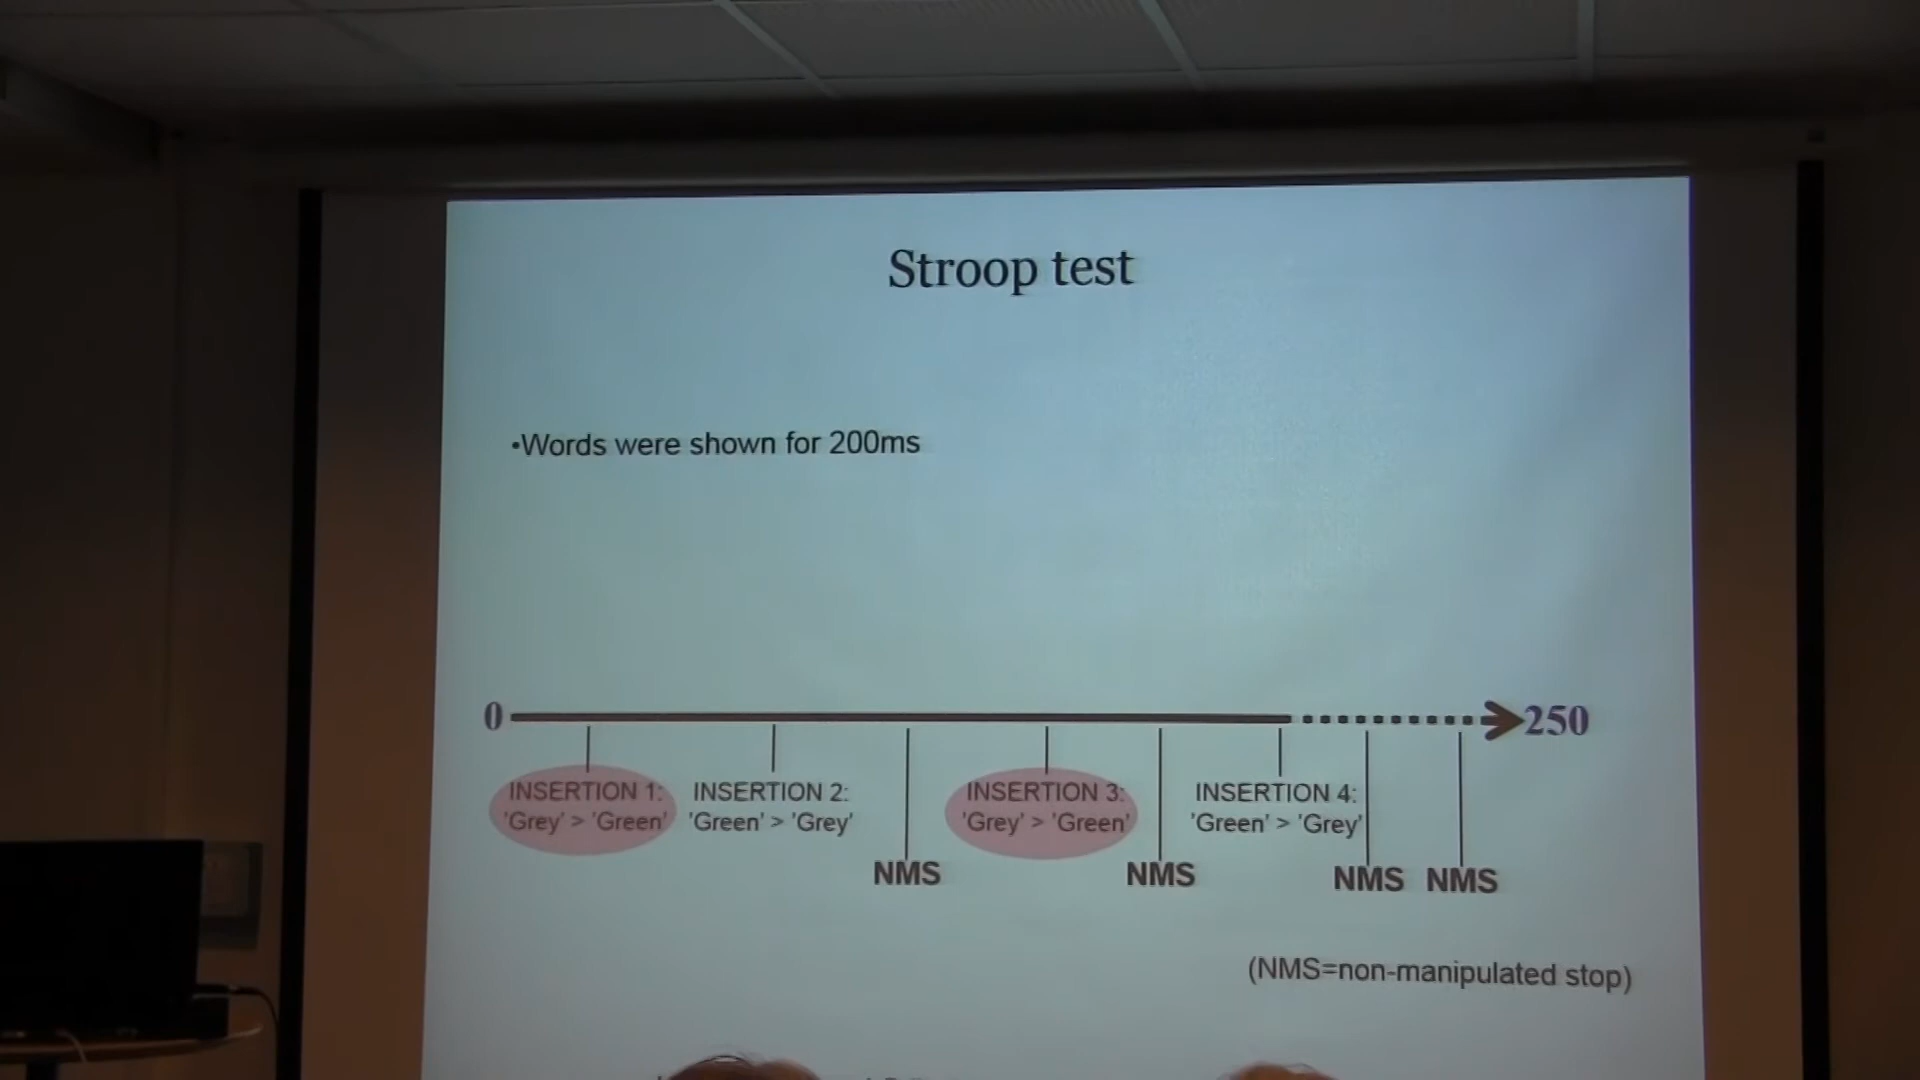 Stroop test
•Words were shown for 200ms
0
250
INSERTION 1:
'Grey' > 'Green'
INSERTION 2:
'Green' > 'Grey'
NMS
INSERTION 3:
'Grey' > 'Green'
NMS
INSERTION 4:
'Green' > 'Grey'
NMS
NMS
(NMS=non-manipulated stop)